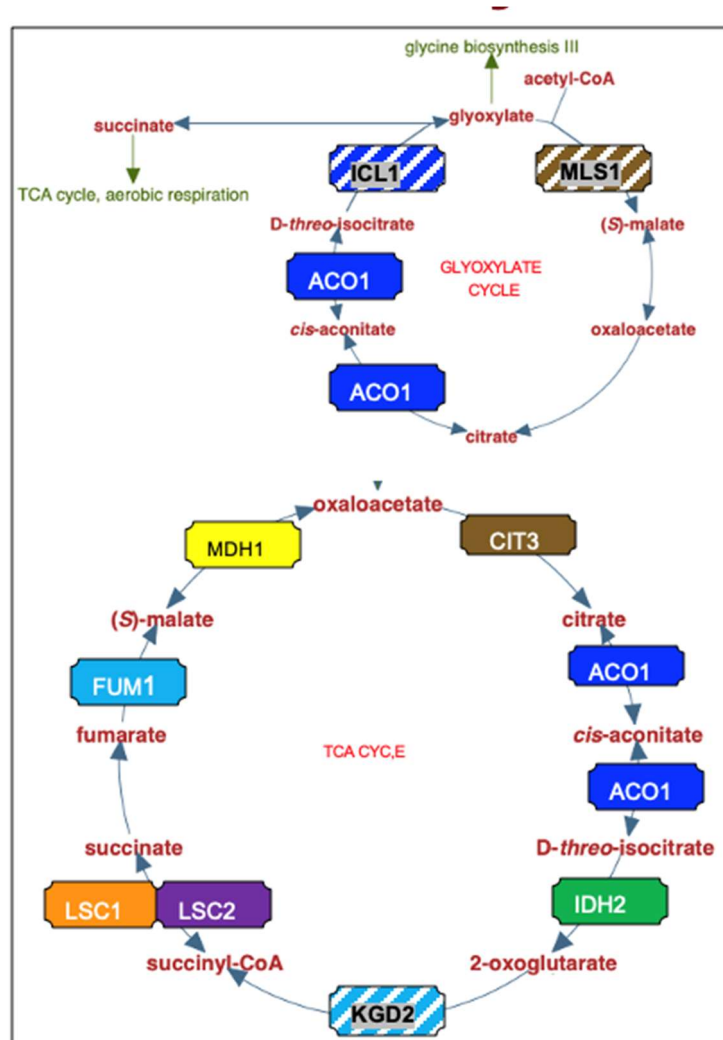 glycine biosynthesis III
acetyl-CoA
succinate
glyoxylate
ICL1
MLS1
TCA cycle, aerobic respiration
D-threo-isocitrate
(S)-malate
ACO1
GLYOXYLATE
CYCLE
cis-aconitate
oxaloacetate
ACO1
citrate
oxaloacetate
MDH1
CIT3
(S)-malate
citrate
FUM1
ACO1
fumarate
cis-aconitate
TCA CYC,E
ACO1
succinate
D-threo-isocitrate
LSC1
LSC2
IDH2
succinyl-CoA
2-oxoglutarate
KGD2